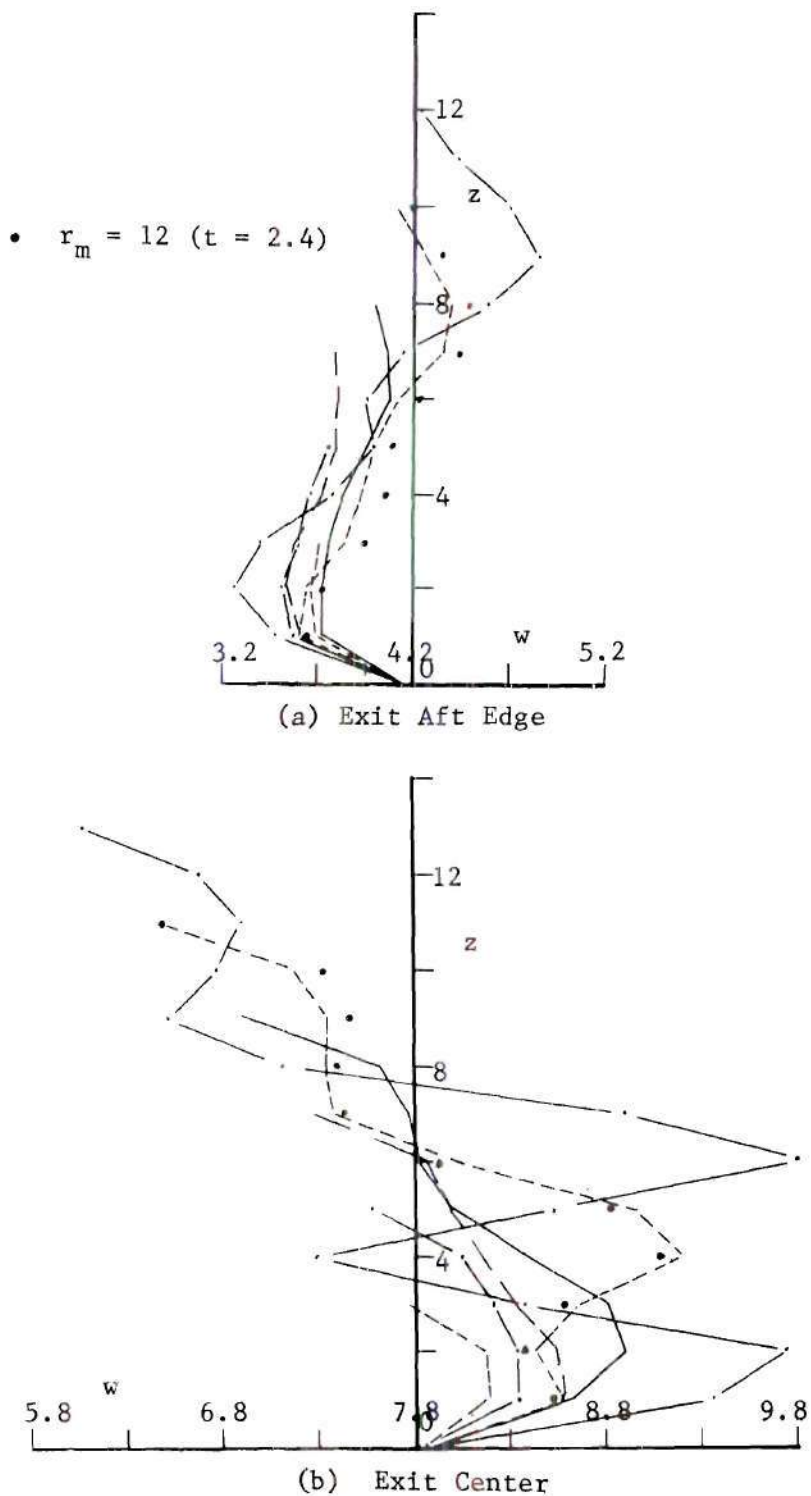 12
z
• r_m = 12 (t = 2.4)
8
4
w
3.2 4.2 5.2
0
(a) Exit Aft Edge
12
z
8
4
w
5.8 6.8 7.8 8.8 9.8
0
(b) Exit Center